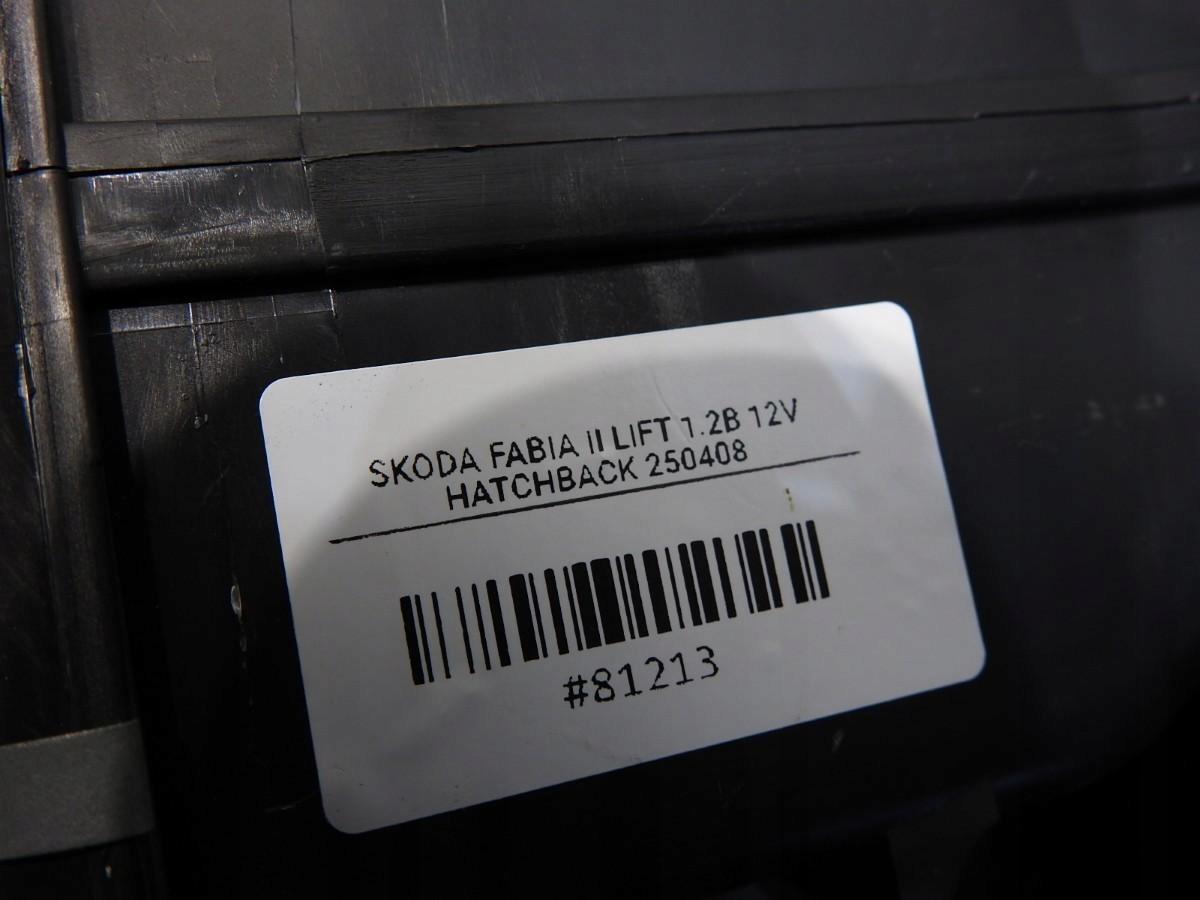 SKODA FABIA II LIFT 1.2B 12V
HATCHBACK 250408
#81213